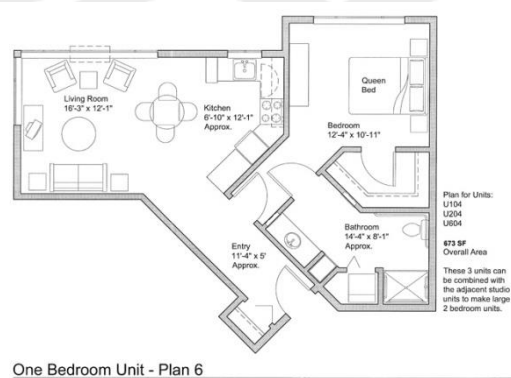 Queen
Bed
Living Room
16'-3" x 12'-1"
Kitchen
6'-10" x 12'-1"
Approx.
Bedroom
12'-4" x 10'-11"
Plan for Units:
U104
U204
U604
Bathroom
14'-4" x 8'-1"
Approx.
673 SF
Overall Area
Entry
11'-4" x 5'
Approx.
These 3 units can
be combined with
the adjacent studio
units to make large
2 bedroom units.
One Bedroom Unit - Plan 6